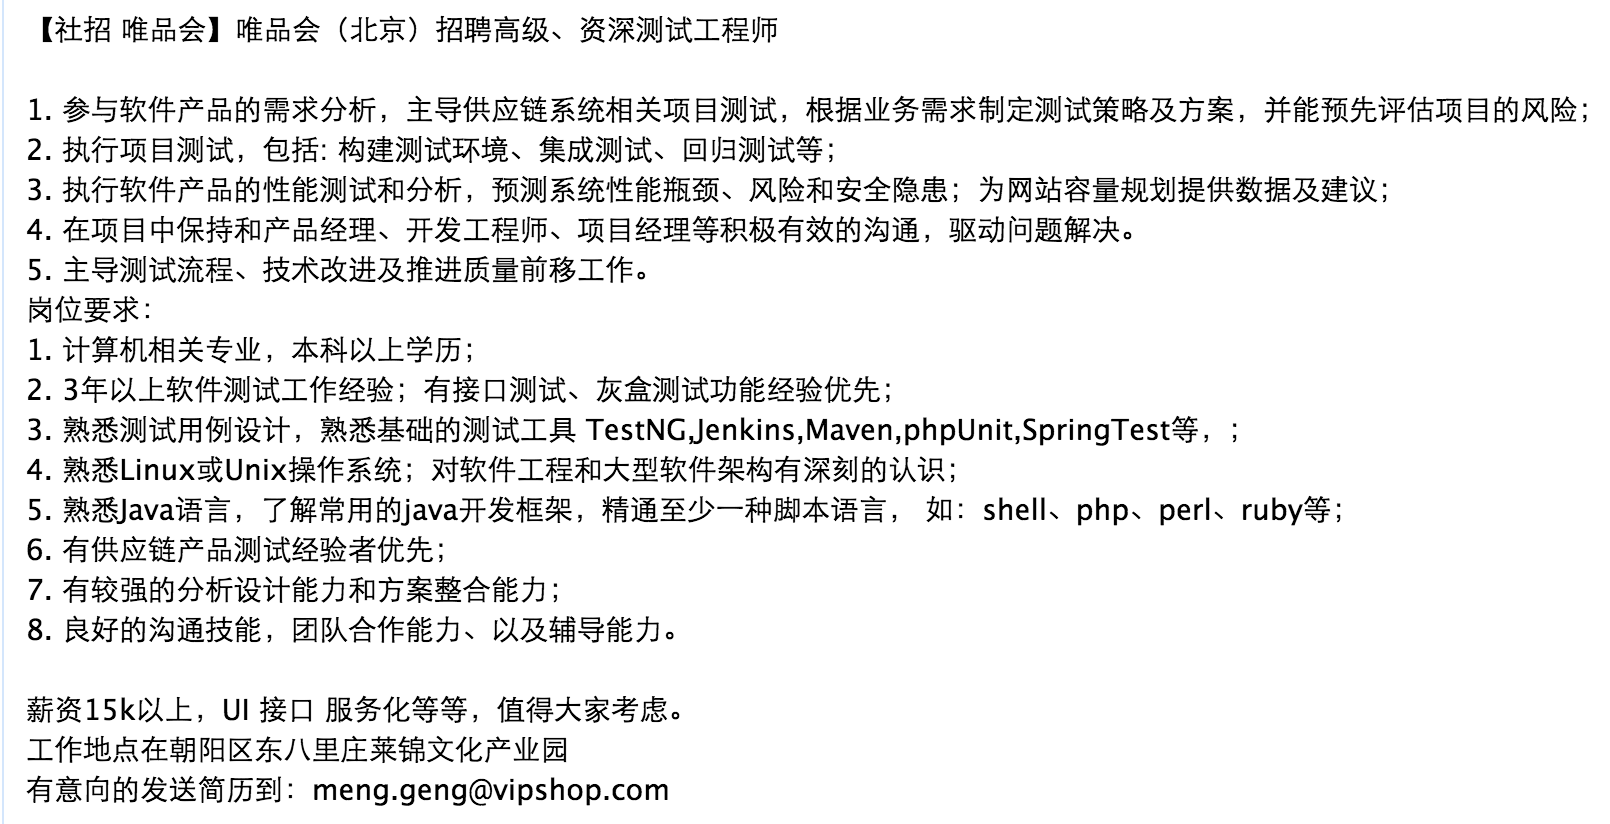 【社招 唯品会】唯品会（北京）招聘高级、资深测试工程师
1. 参与软件产品的需求分析，主导供应链系统相关项目测试，根据业务需求制定测试策略及方案，并能预先评估项目的风险；
2. 执行项目测试，包括: 构建测试环境、集成测试、回归测试等；
3. 执行软件产品的性能测试和分析，预测系统性能瓶颈、风险和安全隐患；为网站容量规划提供数据及建议；
4. 在项目中保持和产品经理、开发工程师、项目经理等积极有效的沟通，驱动问题解决。
5. 主导测试流程、技术改进及推进质量前移工作。
岗位要求：
1. 计算机相关专业，本科以上学历；
2. 3年以上软件测试工作经验；有接口测试、灰盒测试功能经验优先；
3. 熟悉测试用例设计，熟悉基础的测试工具 TestNG,Jenkins,Maven,phpUnit,SpringTest等，；
4. 熟悉Linux或Unix操作系统；对软件工程和大型软件架构有深刻的认识；
5. 熟悉Java语言，了解常用的java开发框架，精通至少一种脚本语言， 如：shell、php、perl、ruby等；
6. 有供应链产品测试经验者优先；
7. 有较强的分析设计能力和方案整合能力；
8. 良好的沟通技能，团队合作能力、以及辅导能力。
薪资15k以上，UI 接口 服务化等等，值得大家考虑。
工作地点在朝阳区东八里庄莱锦文化产业园
有意向的发送简历到：meng.geng@vipshop.com